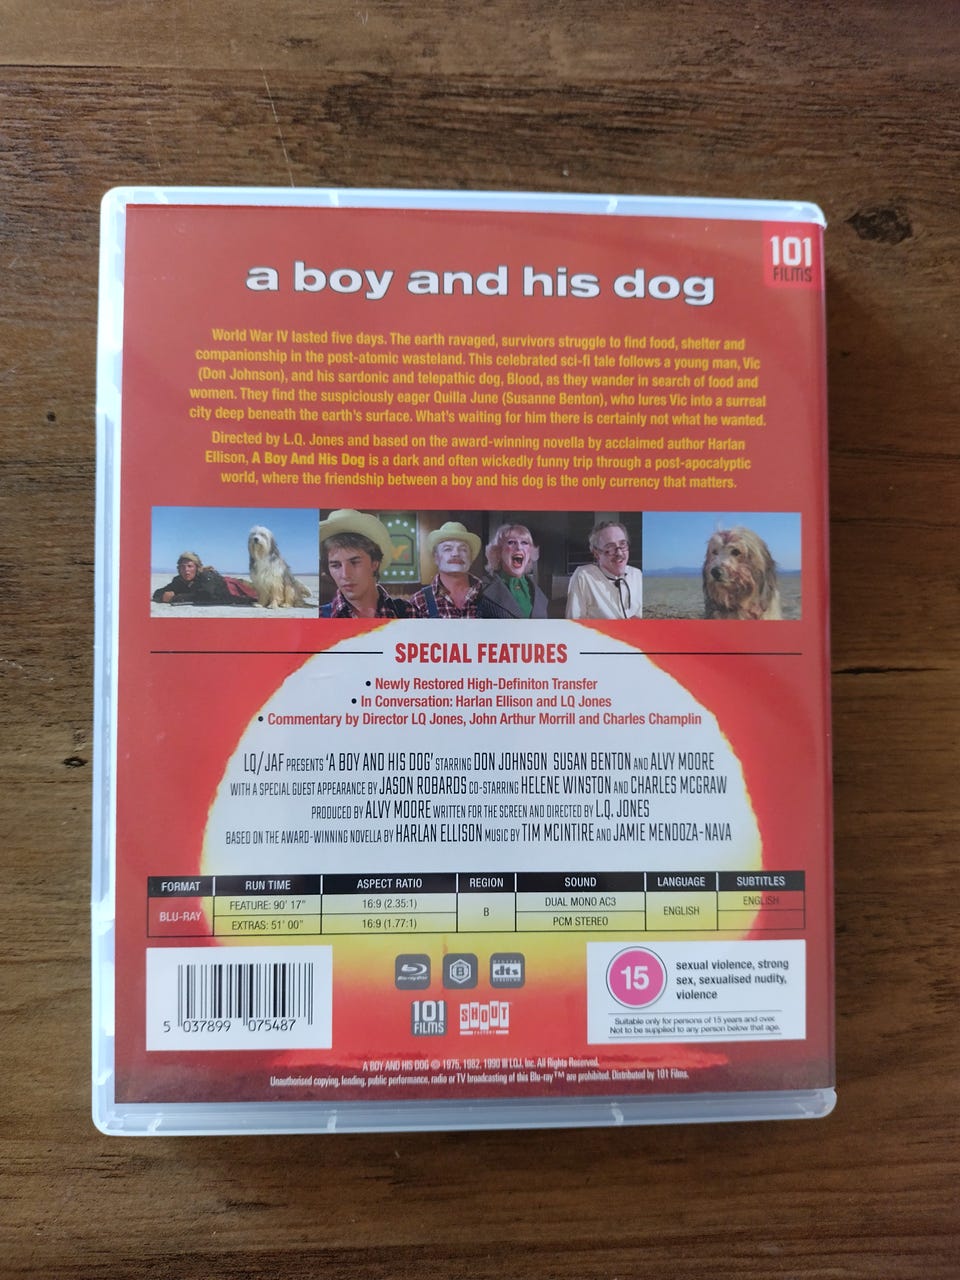 101
FILMS
a boy and his dog
World War IV lasted five days. The earth ravaged, survivors struggle to find food, shelter and
companionship in the post-atomic wasteland. This celebrated sci-fi tale follows a young man, Vic
(Don Johnson), and his sardonic and telepathic dog, Blood, as they wander in search of food and
women. They find the suspiciously eager Quilla June (Susanne Benton), who lures Vic into a surreal
city deep beneath the earth's surface. What's waiting for him there is certainly not what he wanted.
Directed by L.Q. Jones and based on the award-winning novella by acclaimed author Harlan
Ellison, A Boy And His Dog is a dark and often wickedly funny trip through a post-apocalyptic
world, where the friendship between a boy and his dog is the only currency that matters.
SPECIAL FEATURES
• Newly Restored High-Definiton Transfer
• In Conversation: Harlan Ellison and LQ Jones
• Commentary by Director LQ Jones, John Arthur Morrill and Charles Champlin
LQ/JAF PRESENTS 'A BOY AND HIS DOG' STARRING DON JOHNSON SUSAN BENTON AND ALVY MOORE
WITH A SPECIAL GUEST APPEARANCE BY JASON ROBARDS CO-STARRING HELENE WINSTON AND CHARLES MCGRAW
PRODUCED BY ALVY MOORE WRITTEN FOR THE SCREEN AND DIRECTED BY L.Q. JONES
BASED ON THE AWARD-WINNING NOVELLA BY HARLAN ELLISON MUSIC BY TIM MCINTIRE AND JAMIE MENDOZA-NAVA
FORMAT RUN TIME ASPECT RATIO REGION SOUND LANGUAGE SUBTITLES
BLU-RAY FEATURE: 90' 17" 16:9 (2.35:1) B DUAL MONO AC3 ENGLISH ENGLISH
EXTRAS: 51' 00" 16:9 (1.77:1) PCM STEREO
5 037899 075487
Blu-ray Disc
B
DIGITAL
dts
SURROUND
101
FILMS
SHOUT
FACTORY
15
sexual violence, strong
sex, sexualised nudity,
violence
Suitable only for persons of 15 years and over.
Not to be supplied to any person below that age.
A BOY AND HIS DOG © 1975, 1982, 1990 III LQJ, Inc. All Rights Reserved.
Unauthorised copying, lending, public performance, radio or TV broadcasting of this Blu-ray™ are prohibited. Distributed by 101 Films.